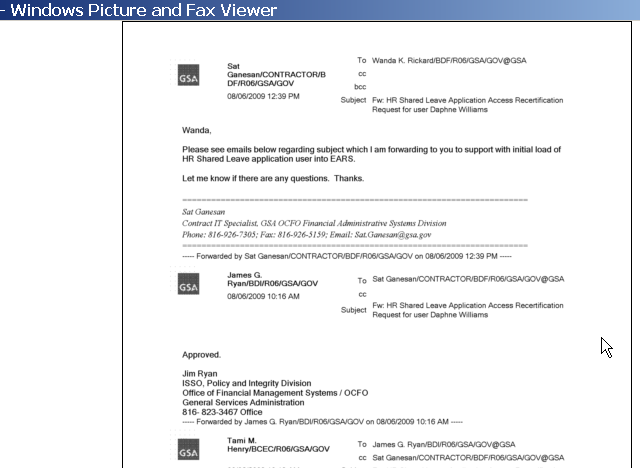 - Windows Picture and Fax Viewer
GSA
Sat
Ganesan/CONTRACTOR/B
DF/R06/GSA/GOV
08/06/2009 12:39 PM
To Wanda K. Rickard/BDF/R06/GSA/GOV@GSA
cc
bcc
Subject Fw: HR Shared Leave Application Access Recertification
Request for user Daphne Williams
Wanda,
Please see emails below regarding subject which I am forwarding to you to support with initial load of
HR Shared Leave application user into EARS.
Let me know if there are any questions. Thanks.
Sat Ganesan
Contract IT Specialist, GSA OCFO Financial Administrative Systems Division
Phone: 816-926-7305; Fax: 816-926-5159; Email: Sat.Ganesan@gsa.gov
----- Forwarded by Sat Ganesan/CONTRACTOR/BDF/R06/GSA/GOV on 08/06/2009 12:39 PM -----
GSA
James G.
Ryan/BDI/R06/GSA/GOV
08/06/2009 10:16 AM
To Sat Ganesan/CONTRACTOR/BDF/R06/GSA/GOV@GSA
cc
Subject Fw: HR Shared Leave Application Access Recertification
Request for user Daphne Williams
Approved.
Jim Ryan
ISSO, Policy and Integrity Division
Office of Financial Management Systems / OCFO
General Services Administration
816- 823-3467 Office
----- Forwarded by James G. Ryan/BDI/R06/GSA/GOV on 08/06/2009 10:16 AM -----
GSA
Tami M.
Henry/BCEC/R06/GSA/GOV
To James G. Ryan/BDI/R06/GSA/GOV@GSA
cc Sat Ganesan/CONTRACTOR/BDF/R06/GSA/GOV@GSA